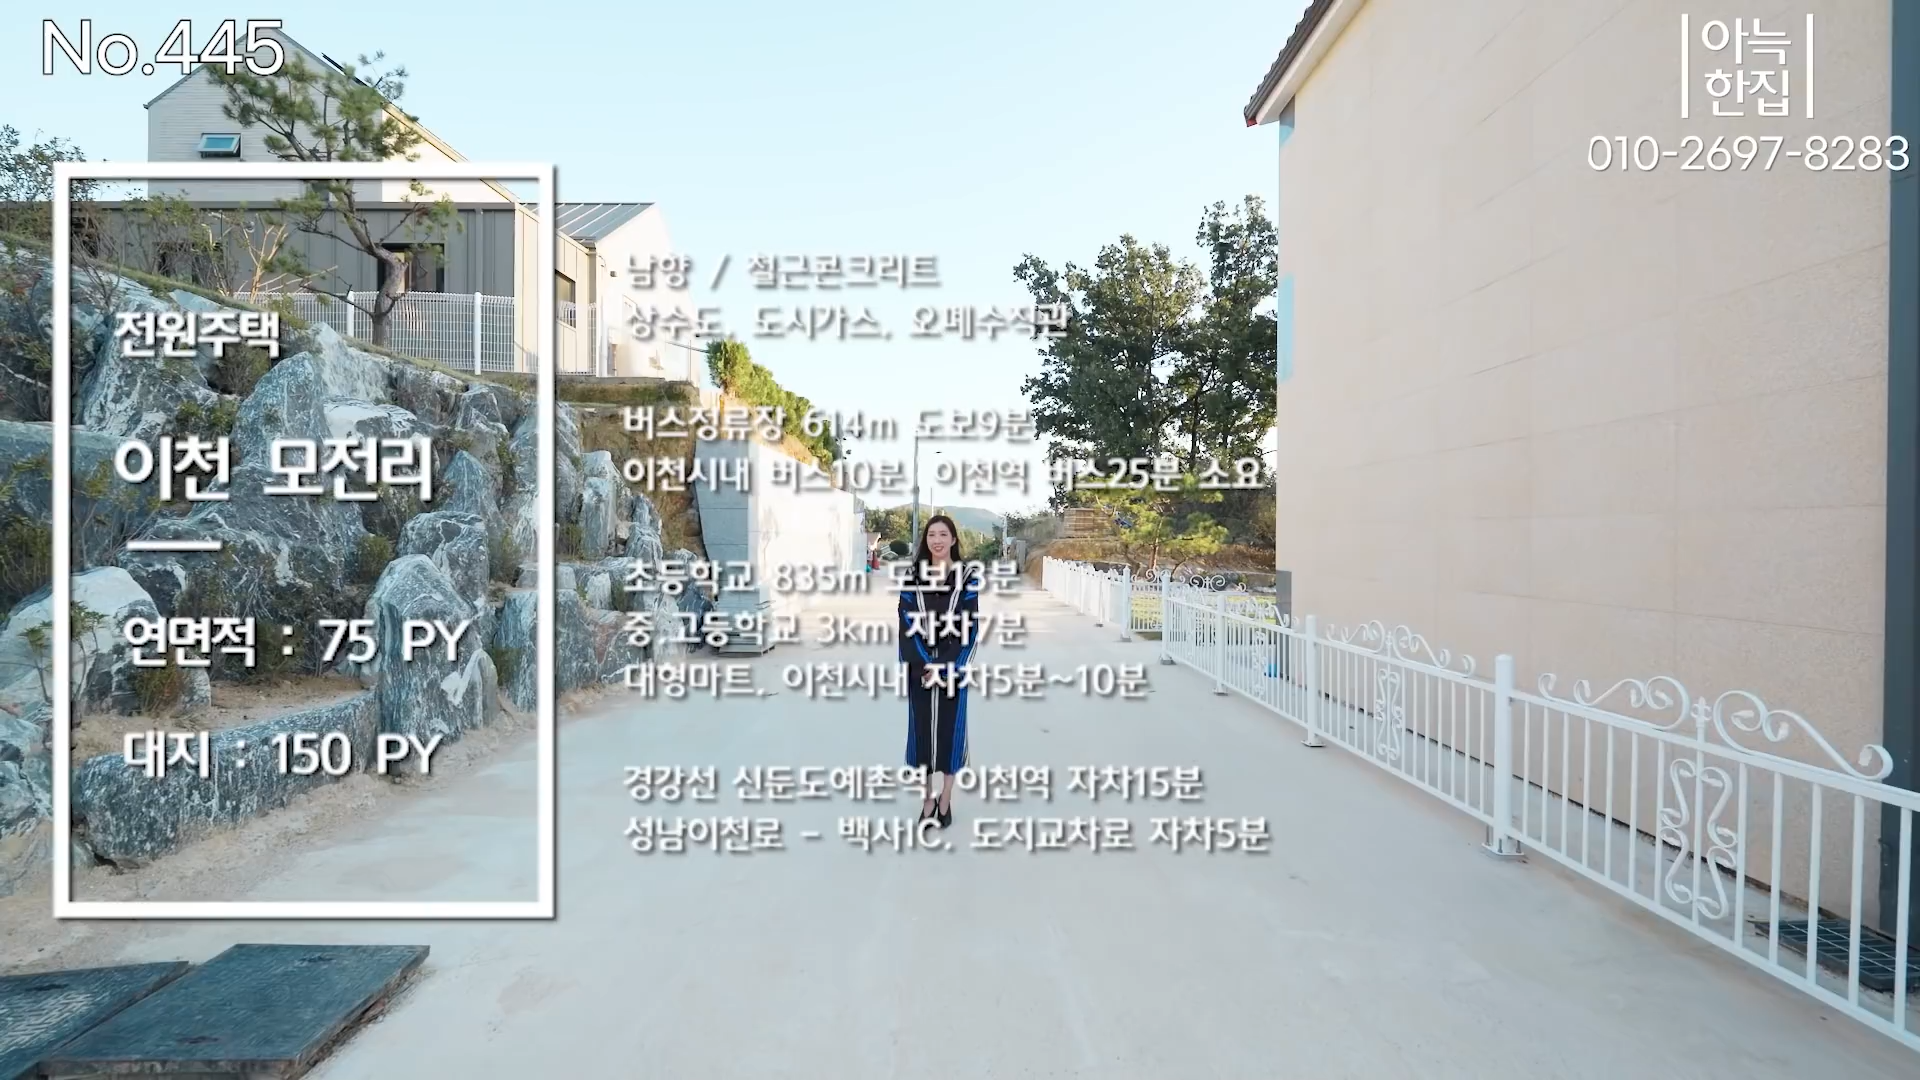 No.445
아늑
한집
010-2697-8283
전원주택
이천 모전리
연면적 : 75 PY
대지 : 150 PY
남향 / 철근콘크리트
상수도, 도시가스, 오폐수직관
버스정류장 614m 도보9분
이천시내 버스10분, 이천역 버스25분 소요
초등학교 835m 도보13분
중,고등학교 3km 자차7분
대형마트, 이천시내 자차5분~10분
경강선 신둔도예촌역, 이천역 자차15분
성남이천로 - 백사IC, 도지교차로 자차5분